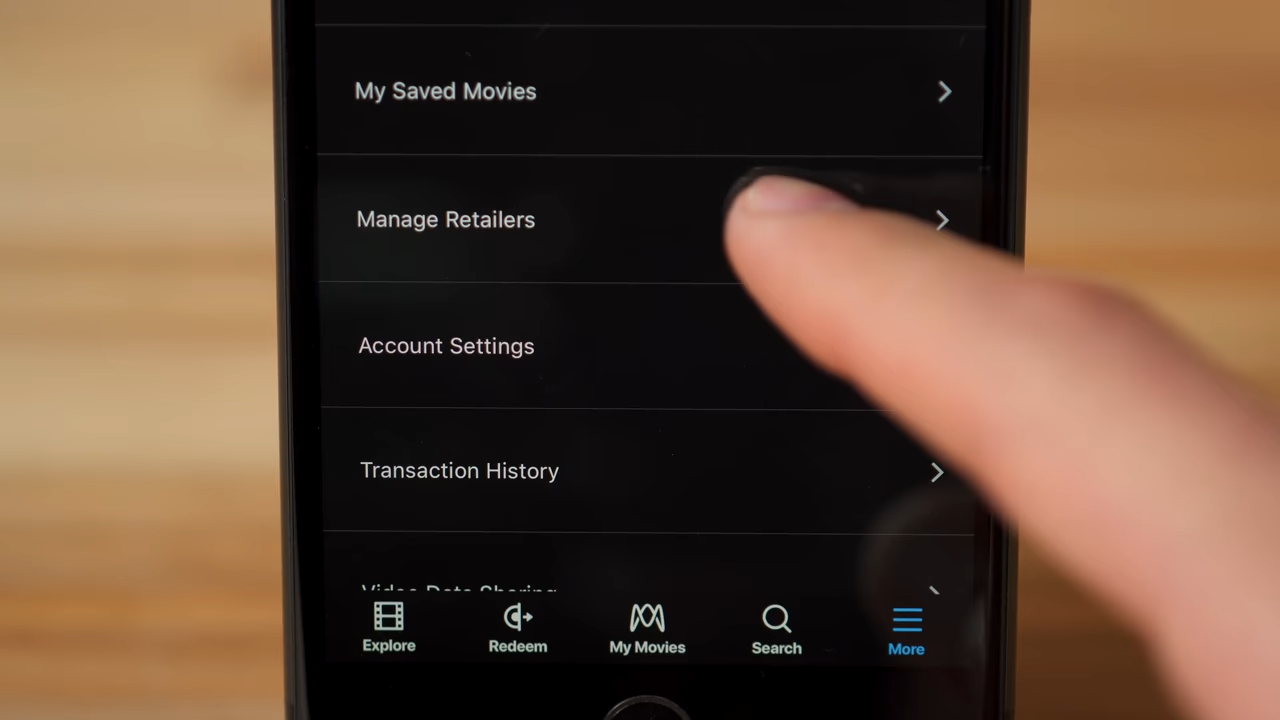 My Saved Movies
Manage Retailers
Account Settings
Transaction History
Video Data Sharing
Explore
Redeem
My Movies
Search
More